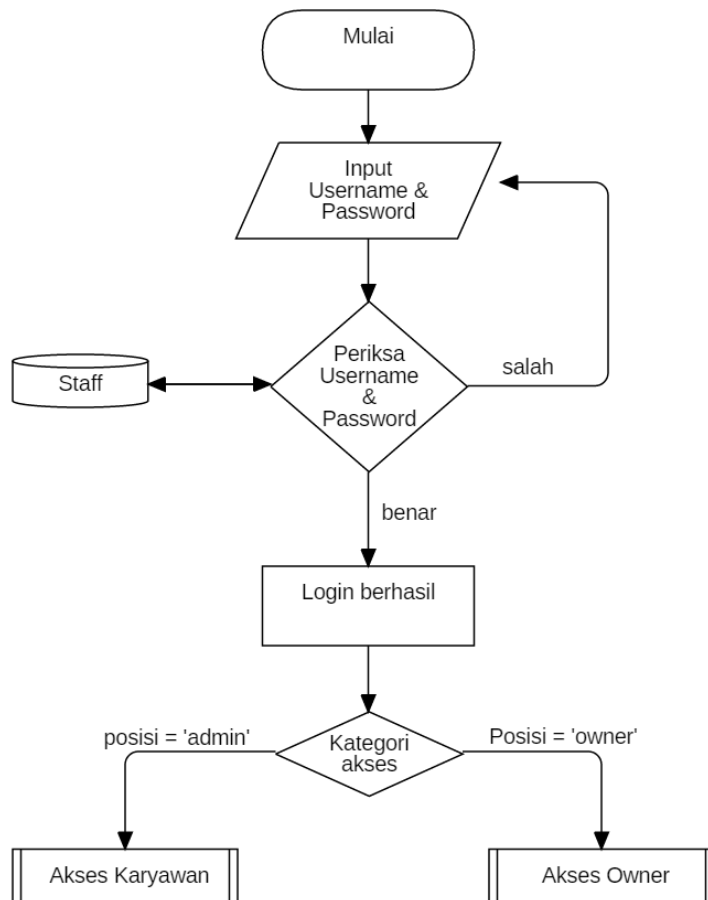 Mulai
Input
Username &
Password
Periksa
Username
&
Password
salah
Staff
benar
Login berhasil
Kategori
akses
posisi = 'admin'
Posisi = 'owner'
Akses Karyawan
Akses Owner